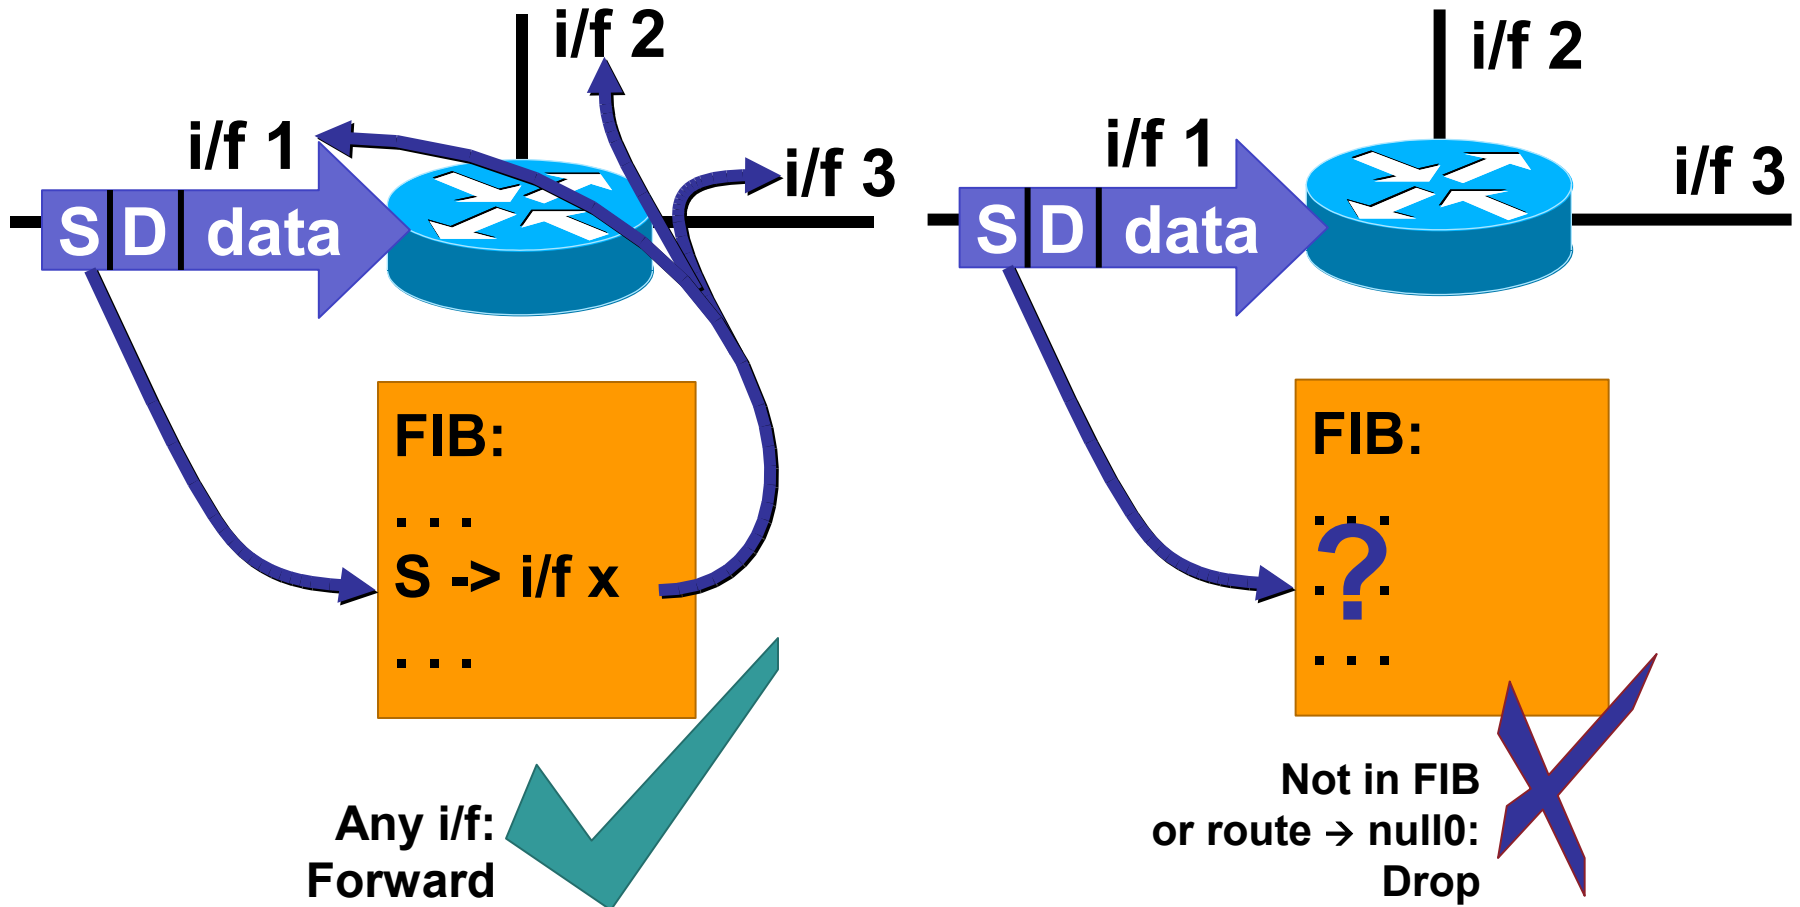 i/f 2
i/f 1
i/f 3
S D data
FIB:
. . .
S -> i/f x
. . .
Any i/f:
Forward
i/f 2
i/f 1
i/f 3
S D data
FIB:
. . .
?
. . .
. . .
Not in FIB
or route → null0:
Drop